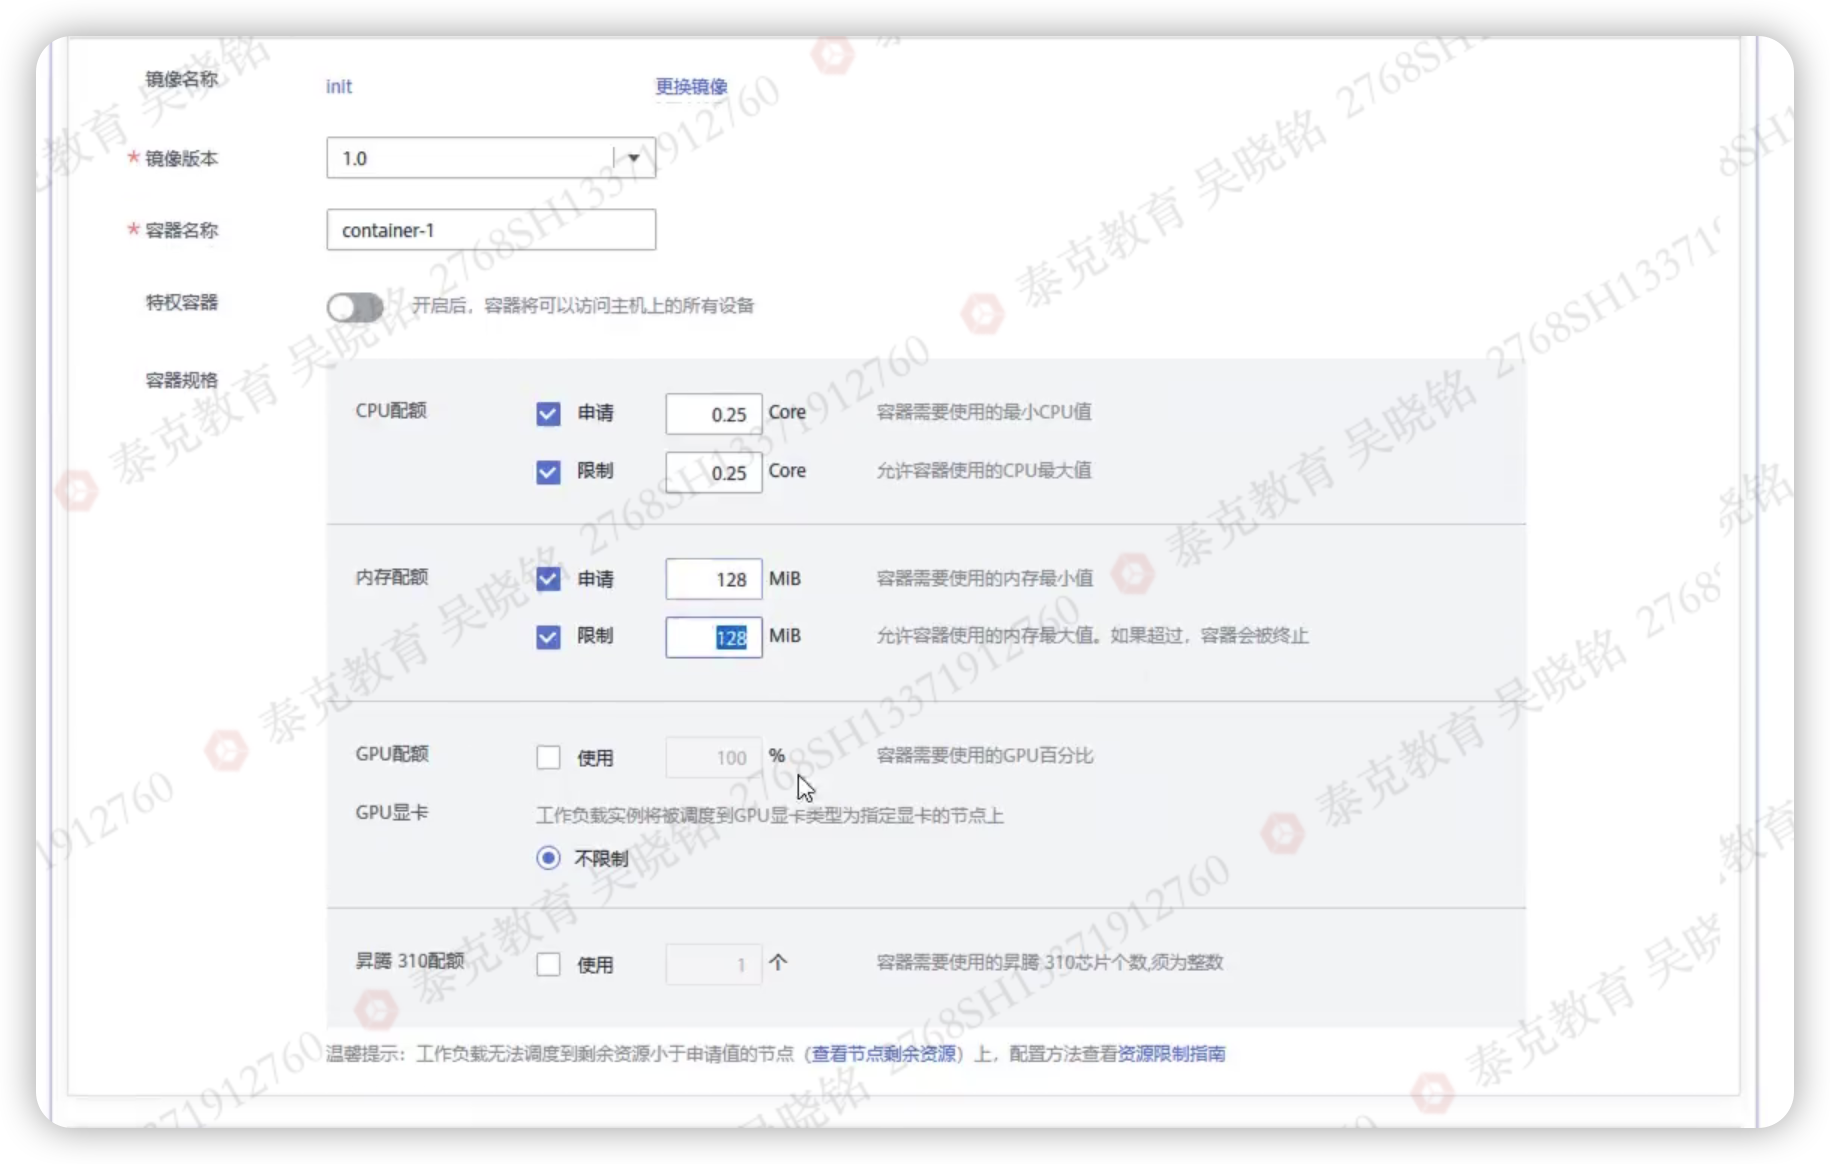 镜像名称 init 更换镜像
* 镜像版本 1.0
* 容器名称 container-1
特权容器 开启后，容器将可以访问主机上的所有设备
容器规格
CPU配额 申请 0.25 Core 容器需要使用的最小CPU值
限制 0.25 Core 允许容器使用的CPU最大值
内存配额 申请 128 MiB 容器需要使用的内存最小值
限制 128 MiB 允许容器使用的内存最大值。如果超过，容器会被终止
GPU配额 使用 100 % 容器需要使用的GPU百分比
GPU显卡 工作负载实例将被调度到GPU显卡类型为指定显卡的节点上
不限制
昇腾 310配额 使用 1 个 容器需要使用的昇腾 310芯片个数,须为整数
温馨提示：工作负载无法调度到剩余资源小于申请值的节点（查看节点剩余资源）上，配置方法查看资源限制指南
泰克教育 吴晓铭 2768SH13371912760